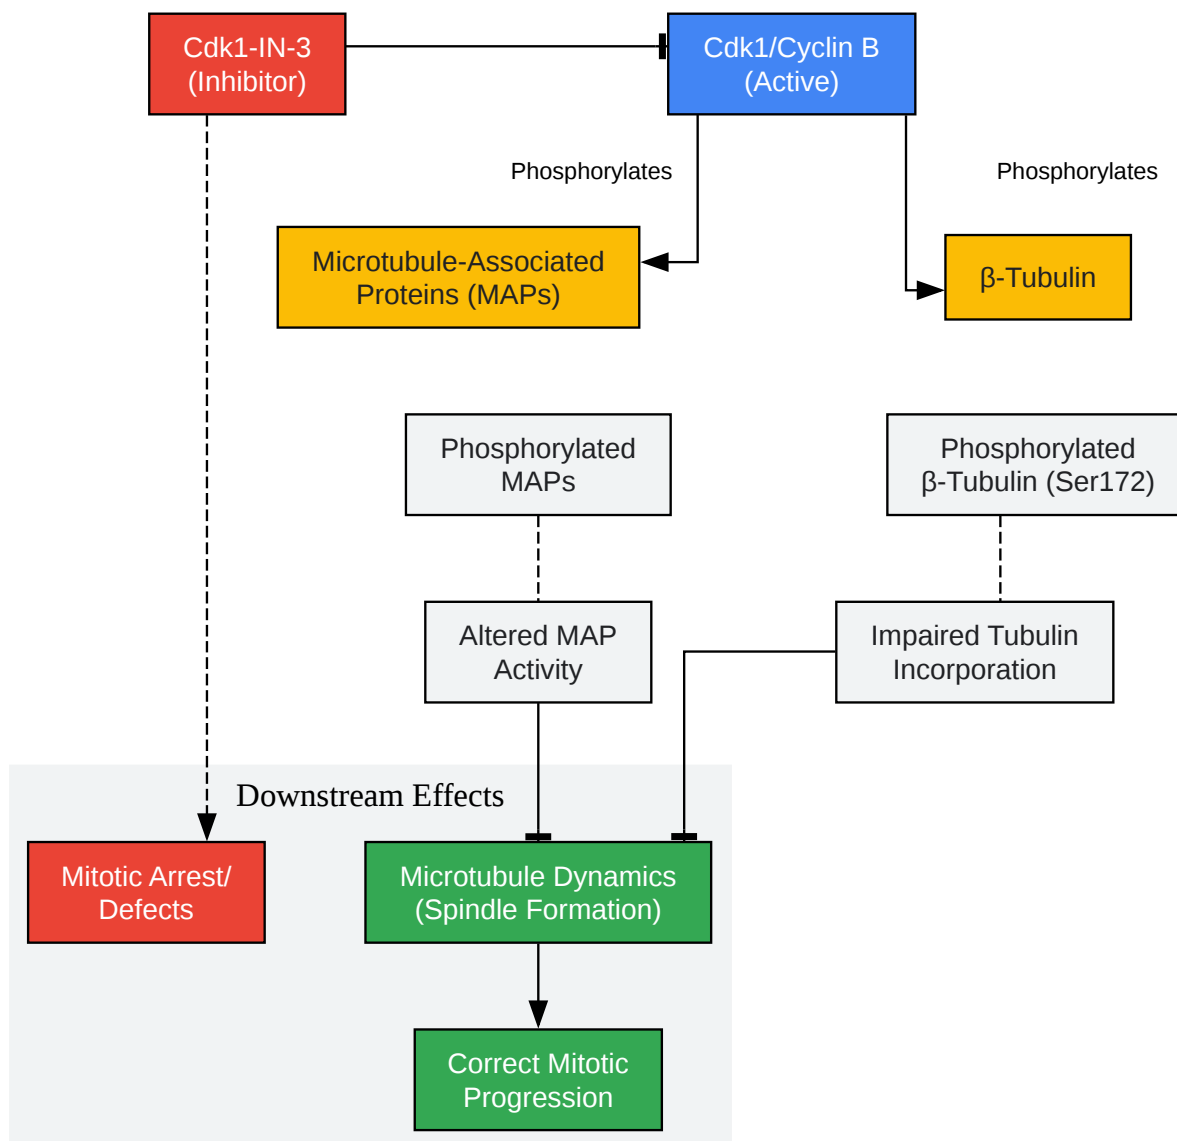 Cdk1-IN-3
(Inhibitor)
Cdk1/Cyclin B
(Active)
Phosphorylates
Phosphorylates
Microtubule-Associated
Proteins (MAPs)
β-Tubulin
Phosphorylated
MAPs
Phosphorylated
β-Tubulin (Ser172)
Altered MAP
Activity
Impaired Tubulin
Incorporation
Downstream Effects
Mitotic Arrest/
Defects
Microtubule Dynamics
(Spindle Formation)
Correct Mitotic
Progression